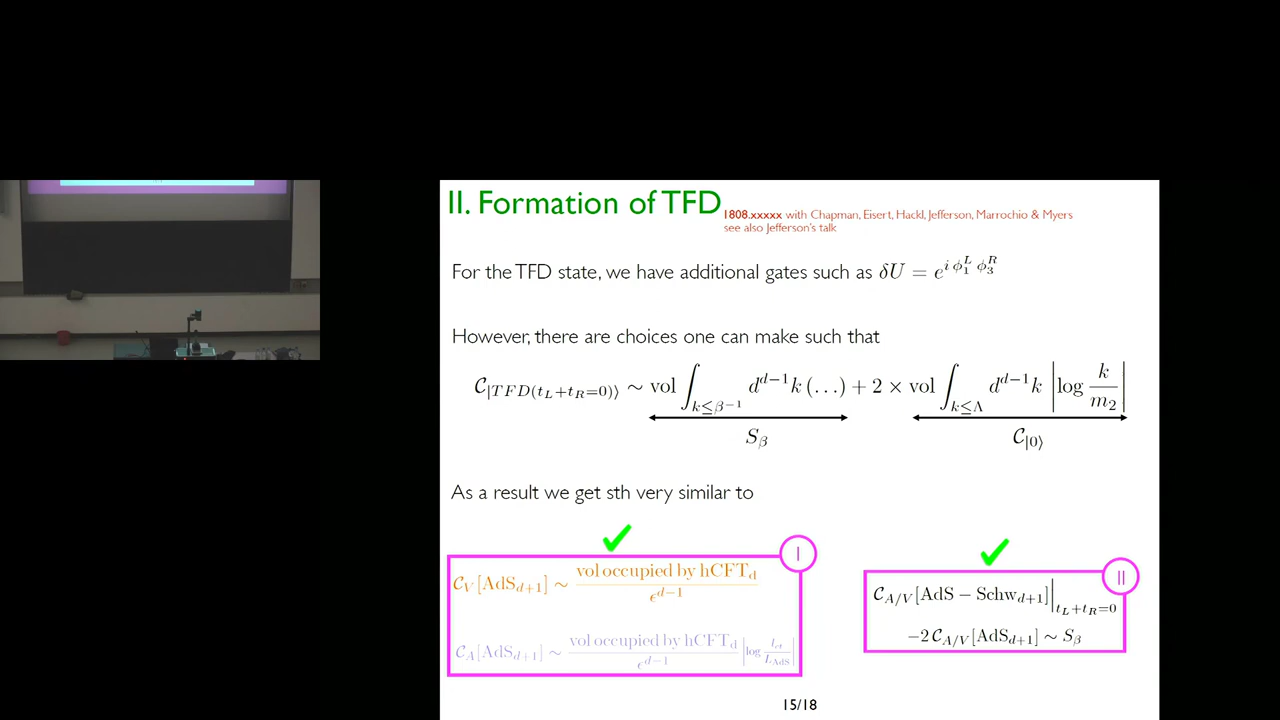 II. Formation of TFD
1808.xxxxx with Chapman, Eisert, Hackl, Jefferson, Marrochio & Myers
see also Jefferson's talk
For the TFD state, we have additional gates such as δU = e^{i ϕ_1^L ϕ_3^R}
However, there are choices one can make such that
C_{|TFD(t_L+t_R=0)⟩} ∼ vol ∫_{k≤β^{-1}} d^{d−1}k (...) + 2 × vol ∫_{k≤Λ} d^{d−1}k |log k/m_2|
S_β C_{|0⟩}
As a result we get sth very similar to
I
C_V[AdS_{d+1}] ∼ vol occupied by hCFT_d / ϵ^{d−1}
C_A[AdS_{d+1}] ∼ vol occupied by hCFT_d / ϵ^{d−1} |log l_{ct}/L_{AdS}|
II
C_{A/V}[AdS − Schw_{d+1}]|_{t_L+t_R=0}
−2 C_{A/V}[AdS_{d+1}] ∼ S_β
15/18